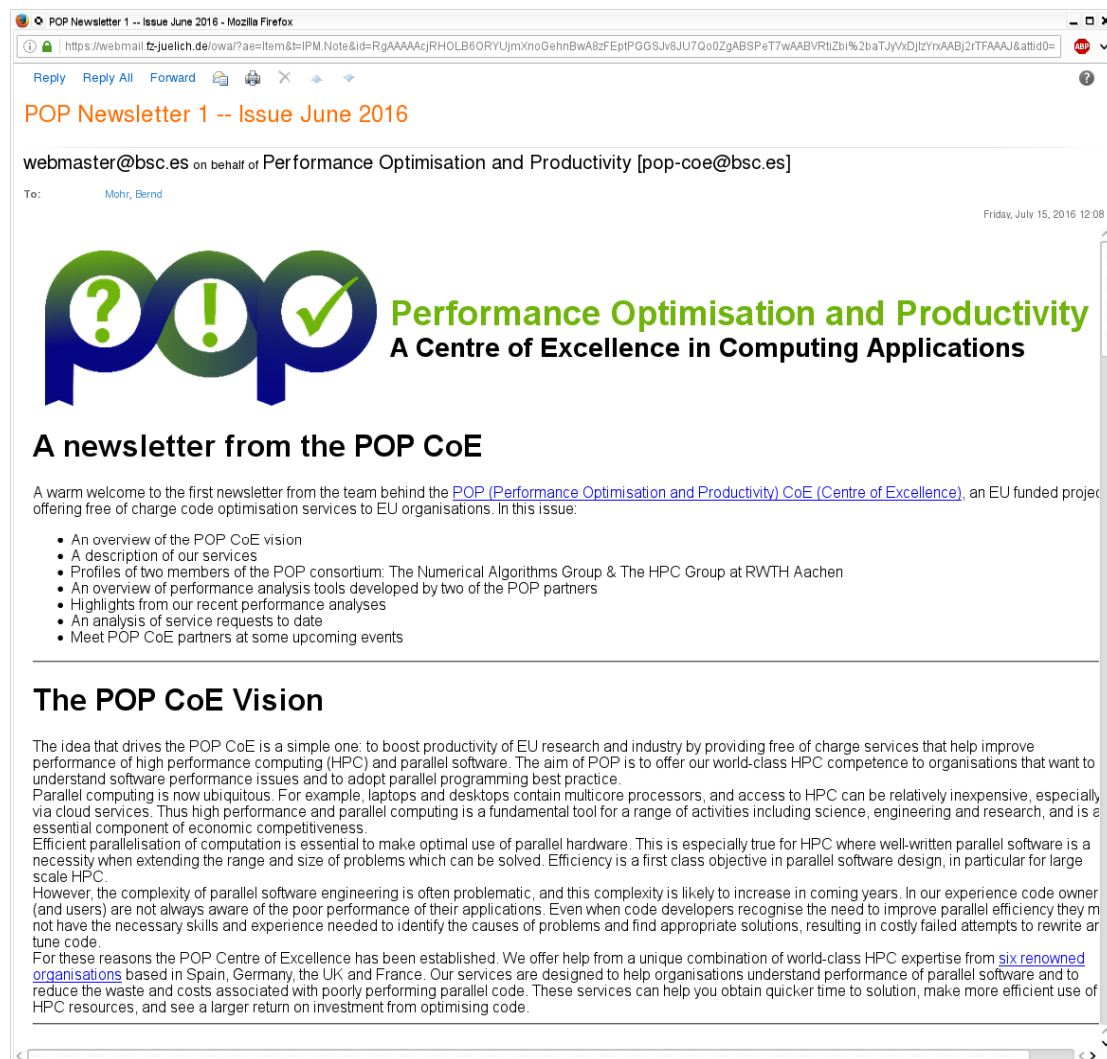 POP Newsletter 1 -- Issue June 2016 - Mozilla Firefox
Reply Reply All Forward
POP Newsletter 1 -- Issue June 2016
webmaster@bsc.es on behalf of Performance Optimisation and Productivity [pop-coe@bsc.es]
To: Mohr, Bernd
Friday, July 15, 2016 12:08
Performance Optimisation and Productivity
A Centre of Excellence in Computing Applications
A newsletter from the POP CoE
A warm welcome to the first newsletter from the team behind the POP (Performance Optimisation and Productivity) CoE (Centre of Excellence), an EU funded projec
offering free of charge code optimisation services to EU organisations. In this issue:
• An overview of the POP CoE vision
• A description of our services
• Profiles of two members of the POP consortium: The Numerical Algorithms Group & The HPC Group at RWTH Aachen
• An overview of performance analysis tools developed by two of the POP partners
• Highlights from our recent performance analyses
• An analysis of service requests to date
• Meet POP CoE partners at some upcoming events
The POP CoE Vision
The idea that drives the POP CoE is a simple one: to boost productivity of EU research and industry by providing free of charge services that help improve
performance of high performance computing (HPC) and parallel software. The aim of POP is to offer our world-class HPC competence to organisations that want to
understand software performance issues and to adopt parallel programming best practice.
Parallel computing is now ubiquitous. For example, laptops and desktops contain multicore processors, and access to HPC can be relatively inexpensive, especially
via cloud services. Thus high performance and parallel computing is a fundamental tool for a range of activities including science, engineering and research, and is a
essential component of economic competitiveness.
Efficient parallelisation of computation is essential to make optimal use of parallel hardware. This is especially true for HPC where well-written parallel software is a
necessity when extending the range and size of problems which can be solved. Efficiency is a first class objective in parallel software design, in particular for large
scale HPC.
However, the complexity of parallel software engineering is often problematic, and this complexity is likely to increase in coming years. In our experience code owner
(and users) are not always aware of the poor performance of their applications. Even when code developers recognise the need to improve parallel efficiency they m
not have the necessary skills and experience needed to identify the causes of problems and find appropriate solutions, resulting in costly failed attempts to rewrite ar
tune code.
For these reasons the POP Centre of Excellence has been established. We offer help from a unique combination of world-class HPC expertise from six renowned
organisations based in Spain, Germany, the UK and France. Our services are designed to help organisations understand performance of parallel software and to
reduce the waste and costs associated with poorly performing parallel code. These services can help you obtain quicker time to solution, make more efficient use of
HPC resources, and see a larger return on investment from optimising code.